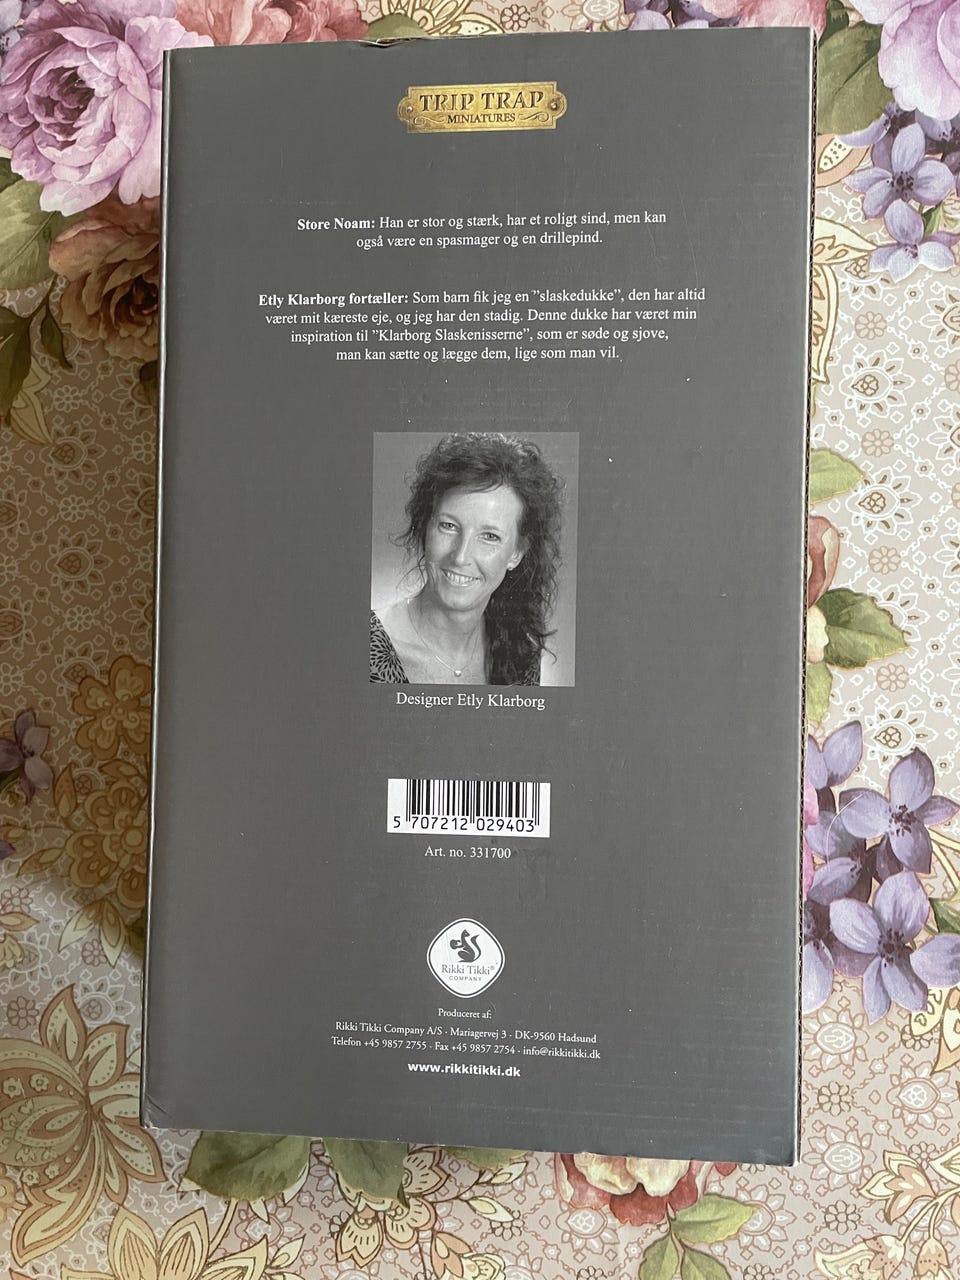 TRIP TRAP
MINIATURES
Store Noam: Han er stor og stærk, har et roligt sind, men kan
også være en spasmager og en drillepind.
Etly Klarborg fortæller: Som barn fik jeg en ”slaskedukke”, den har altid
været mit kæreste eje, og jeg har den stadig. Denne dukke har været min
inspiration til ”Klarborg Slaskenisserne”, som er søde og sjove,
man kan sætte og lægge dem, lige som man vil.
Designer Etly Klarborg
5 707212 029403
Art. no. 331700
Rikki Tikki®
COMPANY
Produceret af:
Rikki Tikki Company A/S · Mariagervej 3 · DK-9560 Hadsund
Telefon +45 9857 2755 · Fax +45 9857 2754 · info@rikkitikki.dk
www.rikkitikki.dk